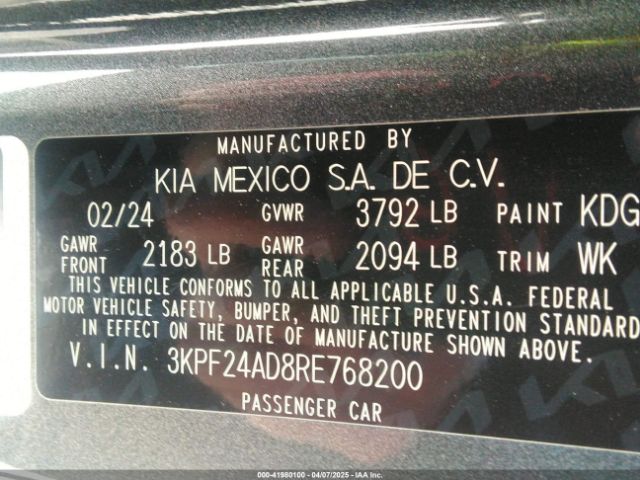 MANUFACTURED BY
KIA MEXICO S.A. DE C.V.
02/24 GVWR 3792 LB PAINT KDG
GAWR FRONT 2183 LB GAWR REAR 2094 LB TRIM WK
THIS VEHICLE CONFORMS TO ALL APPLICABLE U.S.A. FEDERAL
MOTOR VEHICLE SAFETY, BUMPER, AND THEFT PREVENTION STANDARD
IN EFFECT ON THE DATE OF MANUFACTURE SHOWN ABOVE.
V.I.N. 3KPF24AD8RE768200
PASSENGER CAR
000-41980100 - 04/07/2025 - IAA Inc.